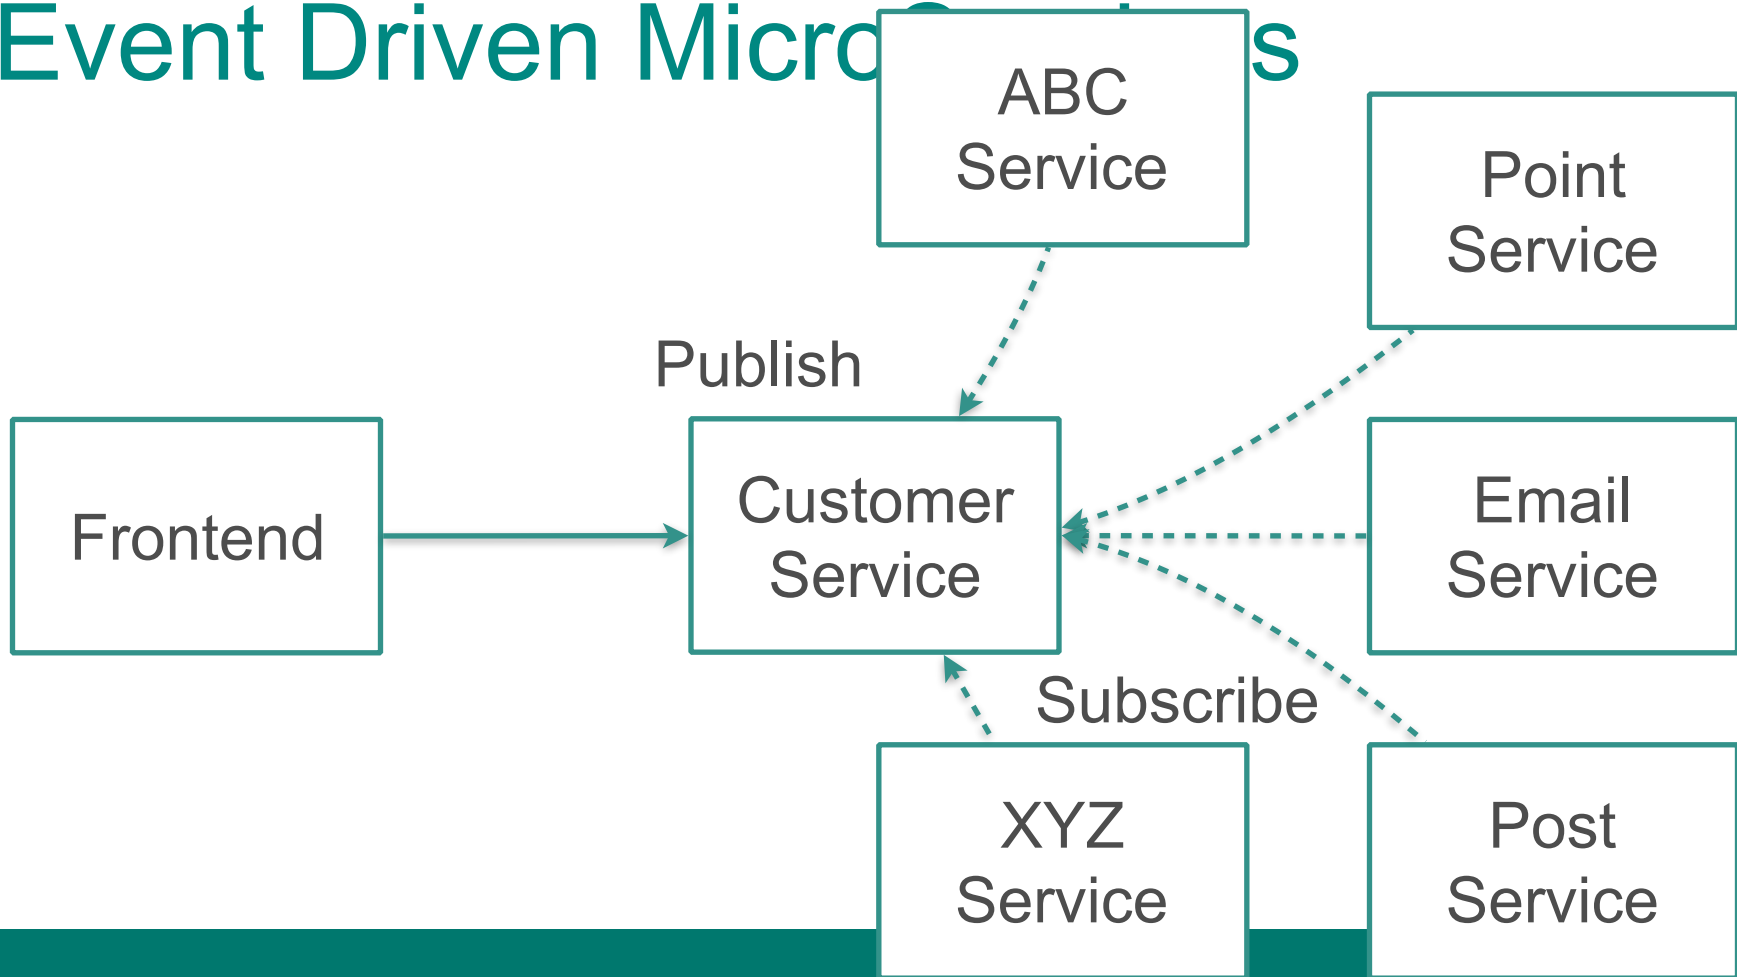 Event Driven Micro s
ABC
Service
Point
Service
Publish
Frontend
Customer
Service
Email
Service
Subscribe
XYZ
Service
Post
Service